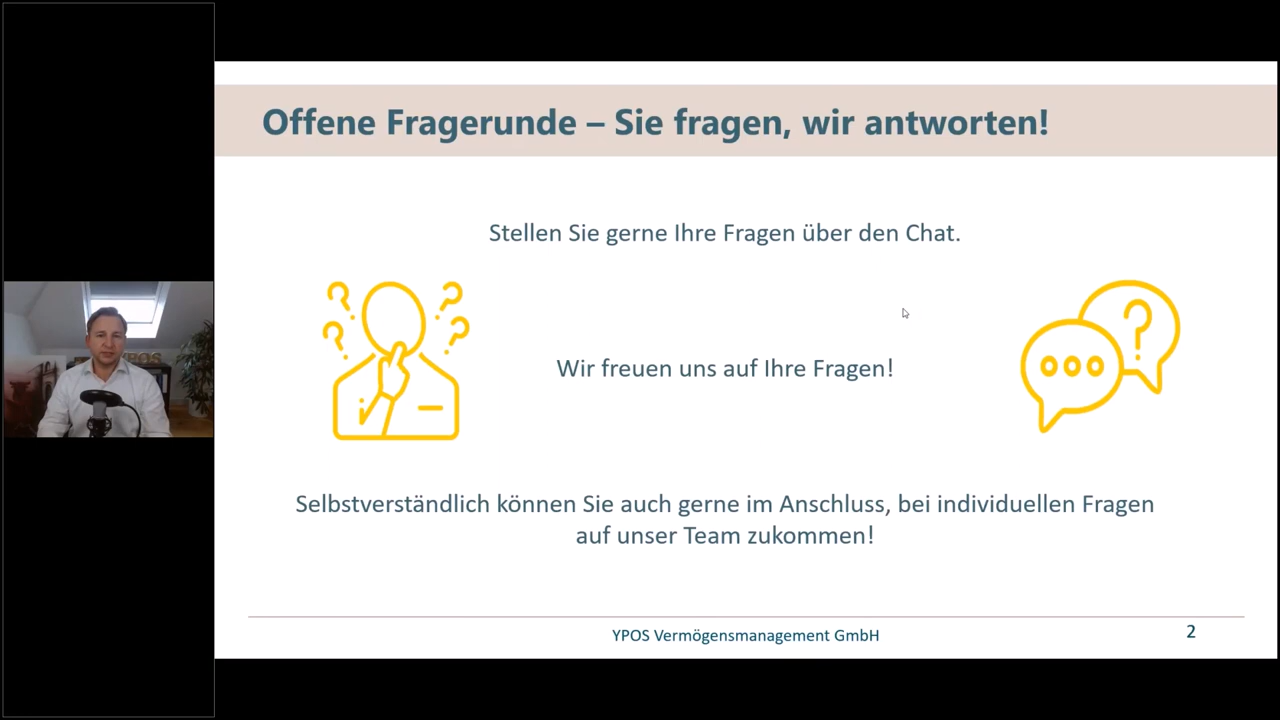 Offene Fragerunde – Sie fragen, wir antworten!
Stellen Sie gerne Ihre Fragen über den Chat.
Wir freuen uns auf Ihre Fragen!
Selbstverständlich können Sie auch gerne im Anschluss, bei individuellen Fragen
auf unser Team zukommen!
YPOS Vermögensmanagement GmbH
2
YPOS